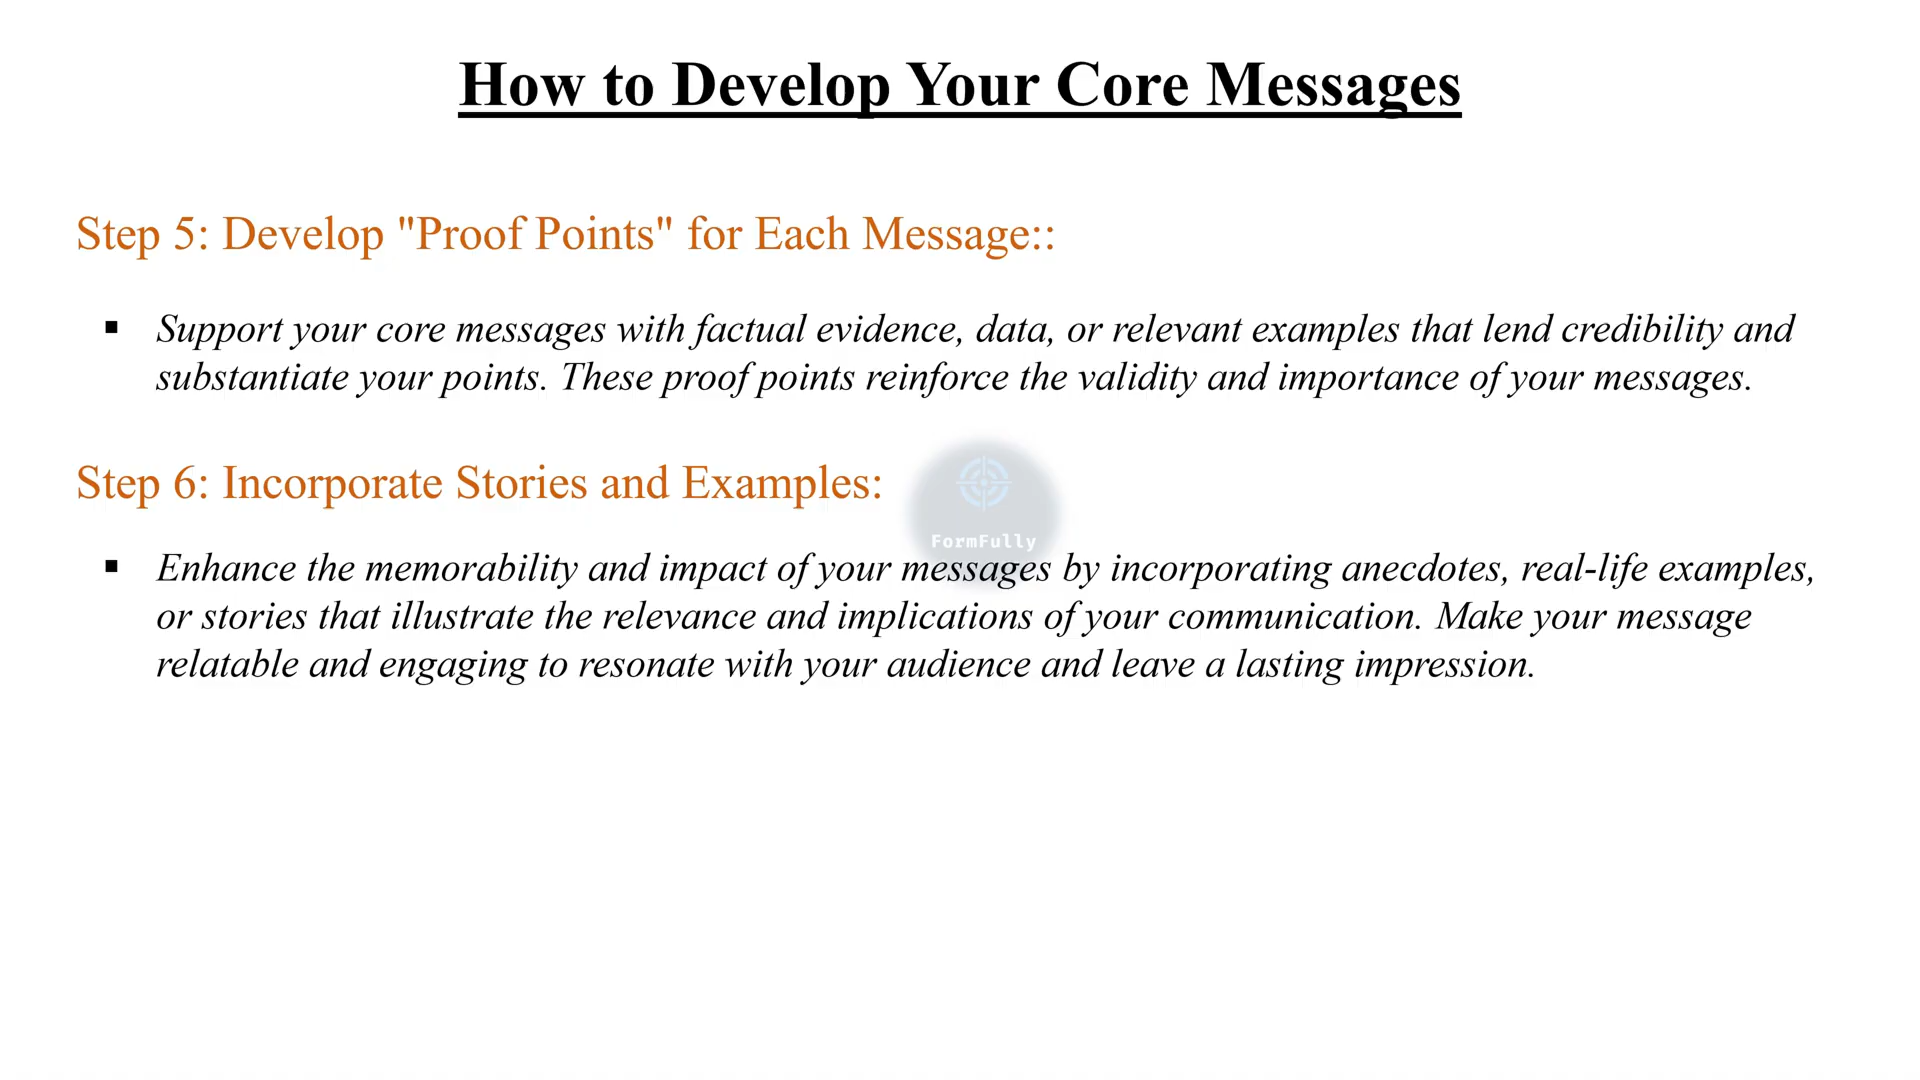 How to Develop Your Core Messages
Step 5: Develop "Proof Points" for Each Message::
▪ Support your core messages with factual evidence, data, or relevant examples that lend credibility and
substantiate your points. These proof points reinforce the validity and importance of your messages.
Step 6: Incorporate Stories and Examples:
FormFully
▪ Enhance the memorability and impact of your messages by incorporating anecdotes, real-life examples,
or stories that illustrate the relevance and implications of your communication. Make your message
relatable and engaging to resonate with your audience and leave a lasting impression.